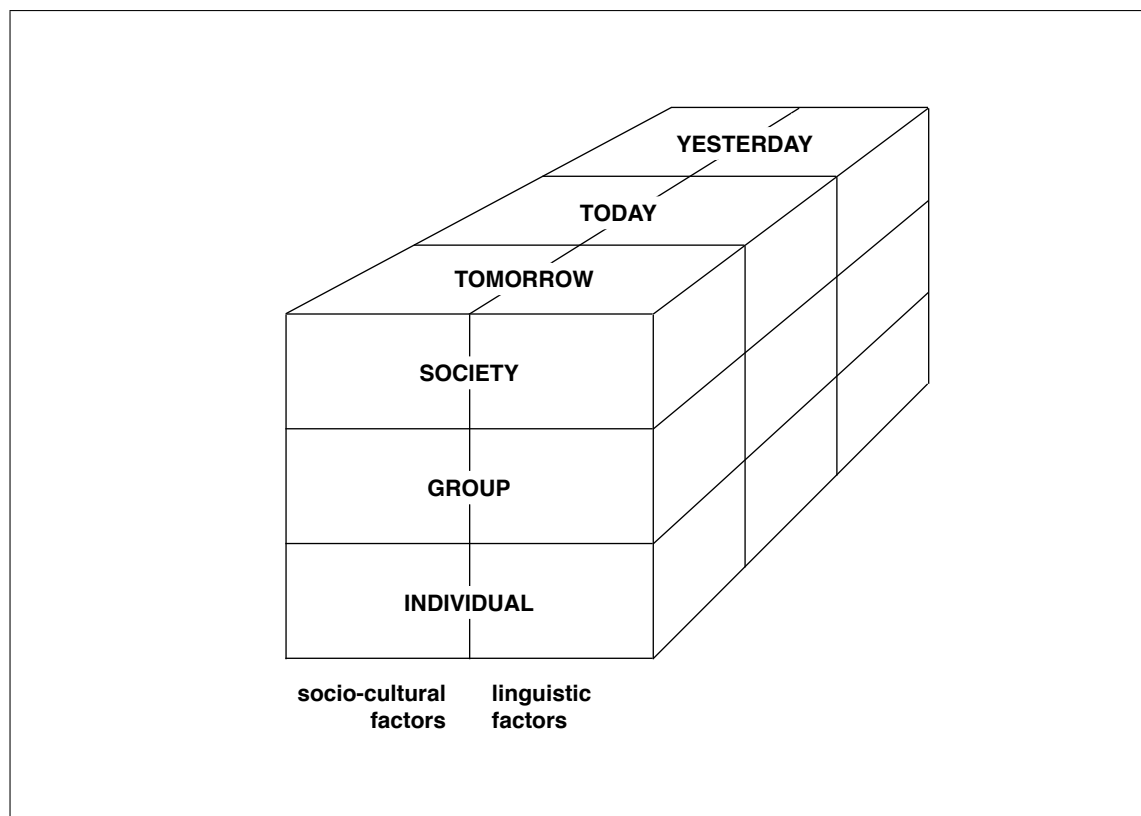 YESTERDAY
TODAY
TOMORROW
SOCIETY
GROUP
INDIVIDUAL
socio-cultural factors
linguistic factors